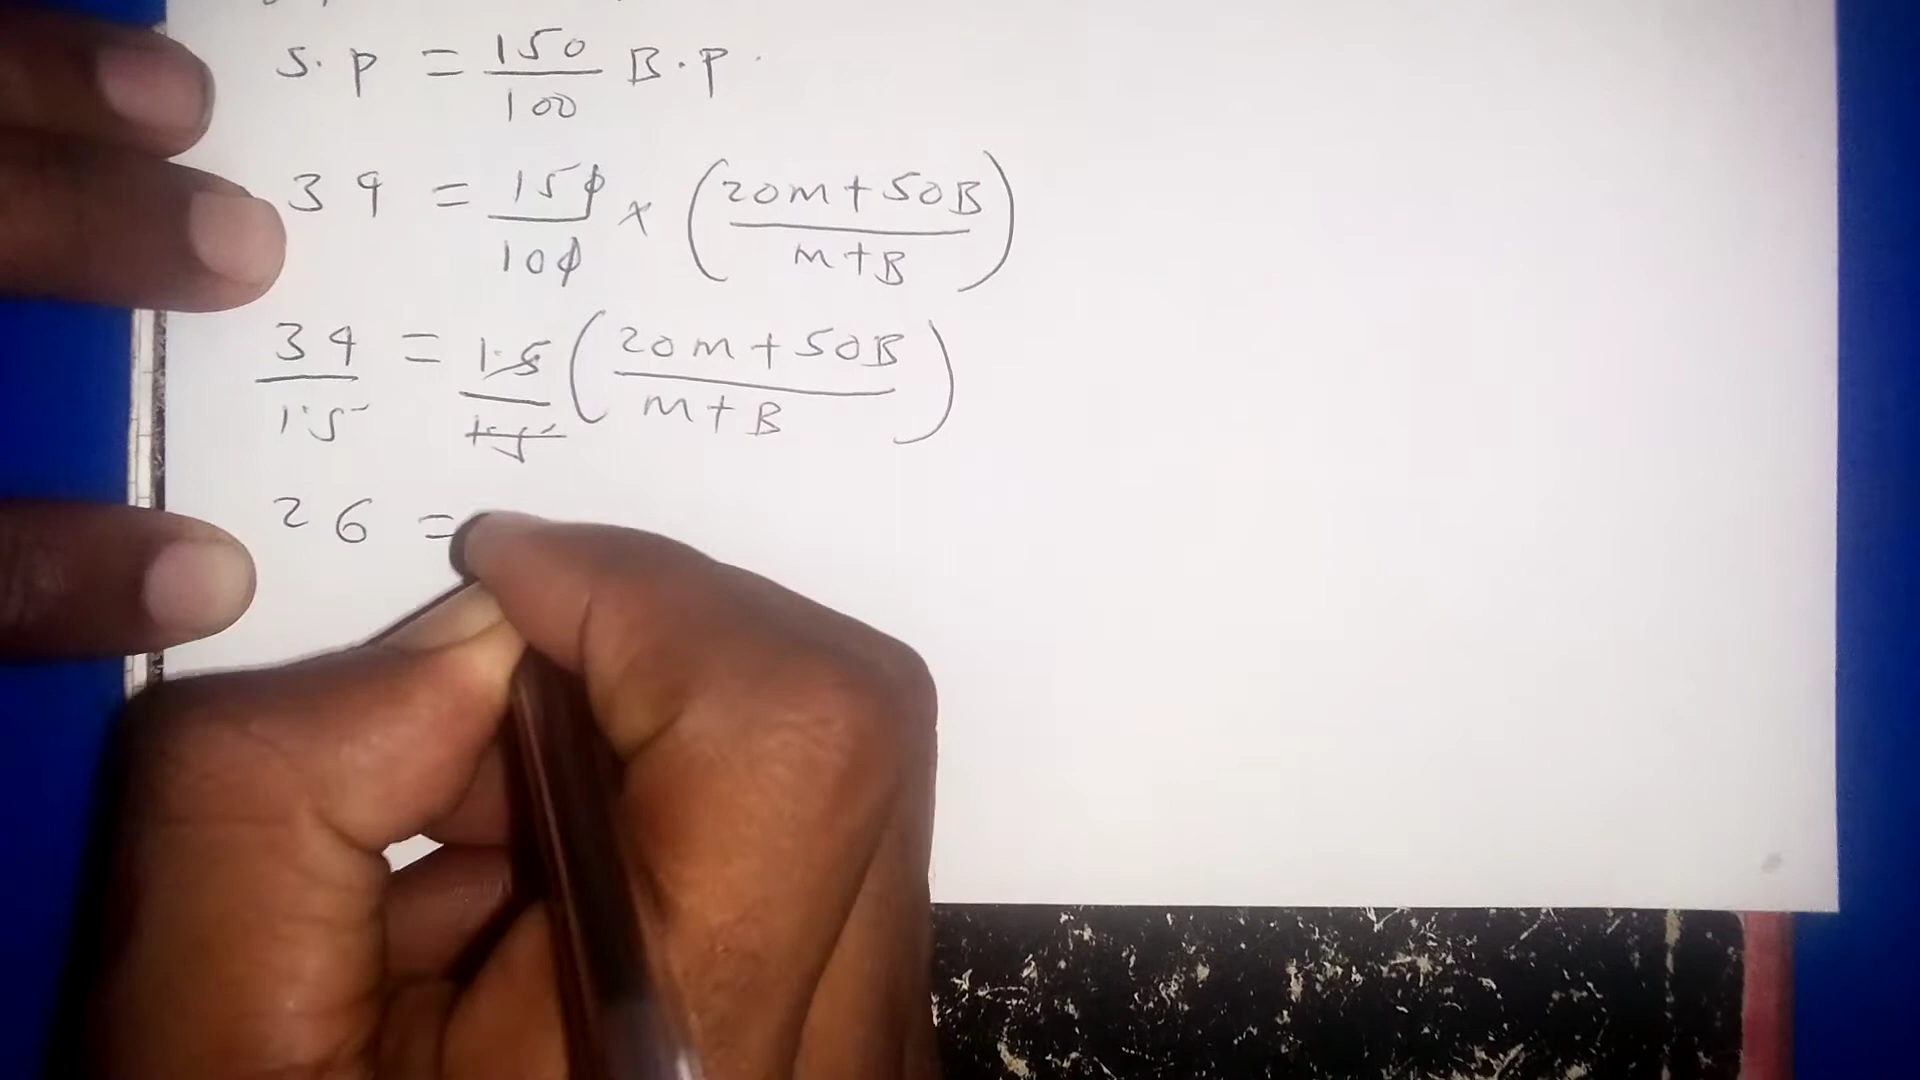 S.P = 150/100 B.P.
39 = 150/100 × (20M + 50B / M + B)
39/1.5 = 1.5/1.5 (20M + 50B / M + B)
26 =